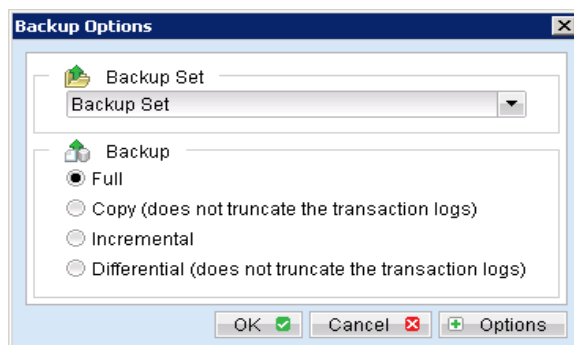 Backup Options
Backup Set
Backup Set
Backup
Full
Copy (does not truncate the transaction logs)
Incremental
Differential (does not truncate the transaction logs)
OK Cancel Options